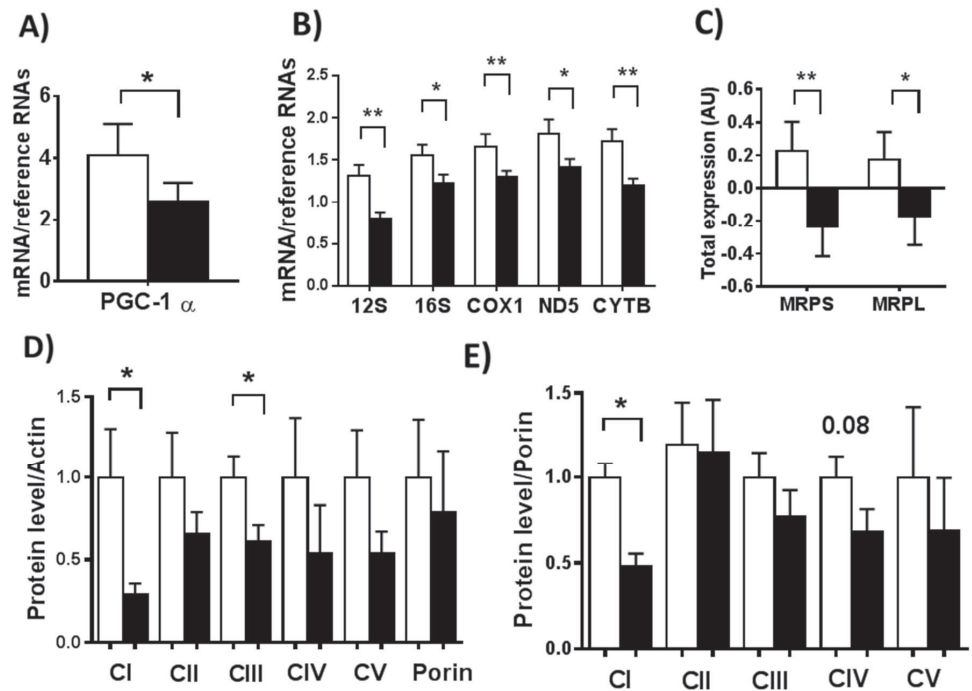 A)
mRNA/reference RNAs
6
4
2
0
*
PGC-1 α
B)
mRNA/reference RNAs
2.5
2.0
1.5
1.0
0.5
0.0
** * ** * **
12S 16S COX1 ND5 CYTB
C)
Total expression (AU)
0.6
0.4
0.2
0.0
-0.2
-0.4
-0.6
** *
MRPS MRPL
D)
Protein level/Actin
1.5
1.0
0.5
0.0
* *
CI CII CIII CIV CV Porin
E)
Protein level/Porin
1.5
1.0
0.5
0.0
* 0.08
CI CII CIII CIV CV